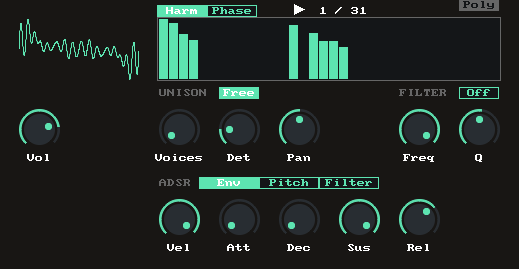 Poly
Harm Phase 1 / 31
UNISON Free FILTER Off
Vol Voices Det Pan Freq Q
ADSR Env Pitch Filter
Vel Att Dec Sus Rel